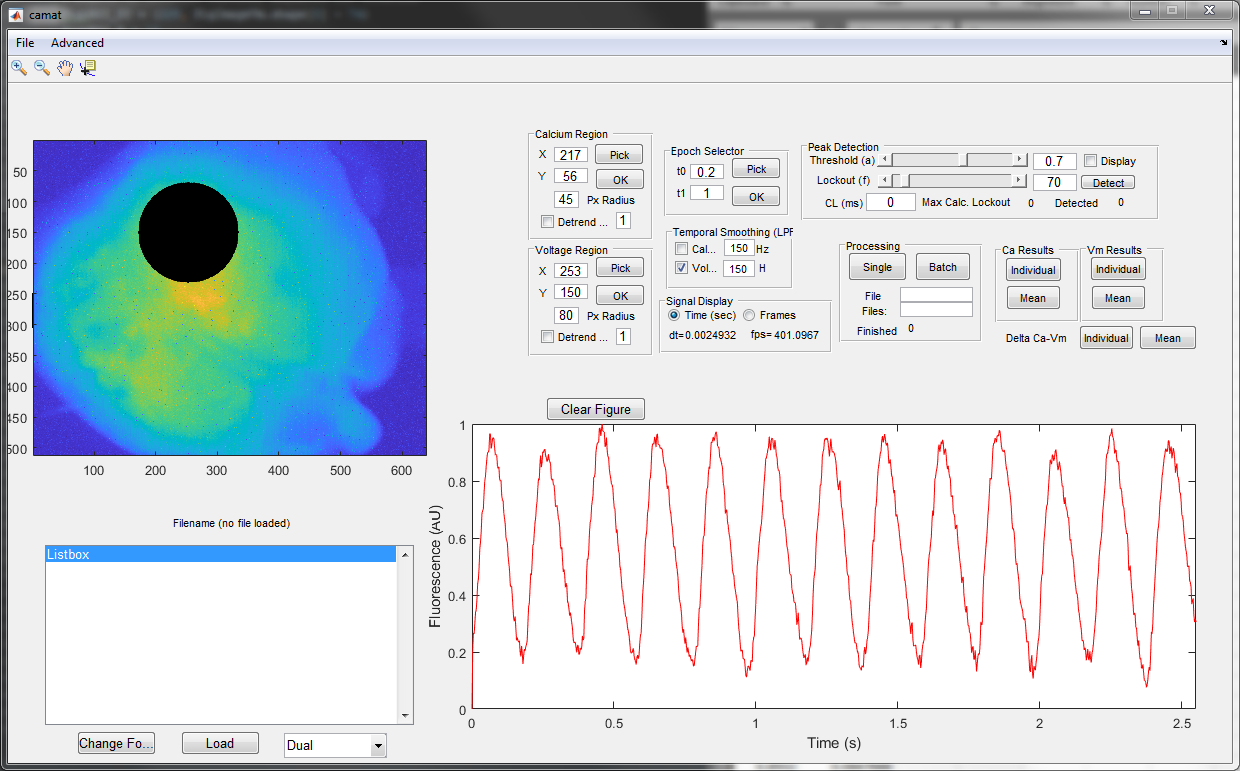 camat
File Advanced
Calcium Region
X 217 Pick
Y 56 OK
45 Px Radius
Detrend ... 1
Voltage Region
X 253 Pick
Y 150 OK
80 Px Radius
Detrend ... 1
Epoch Selector
t0 0.2 Pick
t1 1 OK
Temporal Smoothing (LPF
Cal... 150 Hz
Vol... 150 H
Signal Display
Time (sec) Frames
dt=0.0024932 fps= 401.0967
Peak Detection
Threshold (a) 0.7 Display
Lockout (f) 70 Detect
CL (ms) 0 Max Calc. Lockout 0 Detected 0
Processing
Single Batch
File
Files:
Finished 0
Ca Results
Individual
Mean
Vm Results
Individual
Mean
Delta Ca-Vm Individual Mean
50
100
150
200
250
300
350
400
450
500
100 200 300 400 500 600
Filename (no file loaded)
Listbox
Change Fo... Load Dual
Clear Figure
1
0.8
0.6
0.4
0.2
0
Fluorescence (AU)
0 0.5 1 1.5 2 2.5
Time (s)